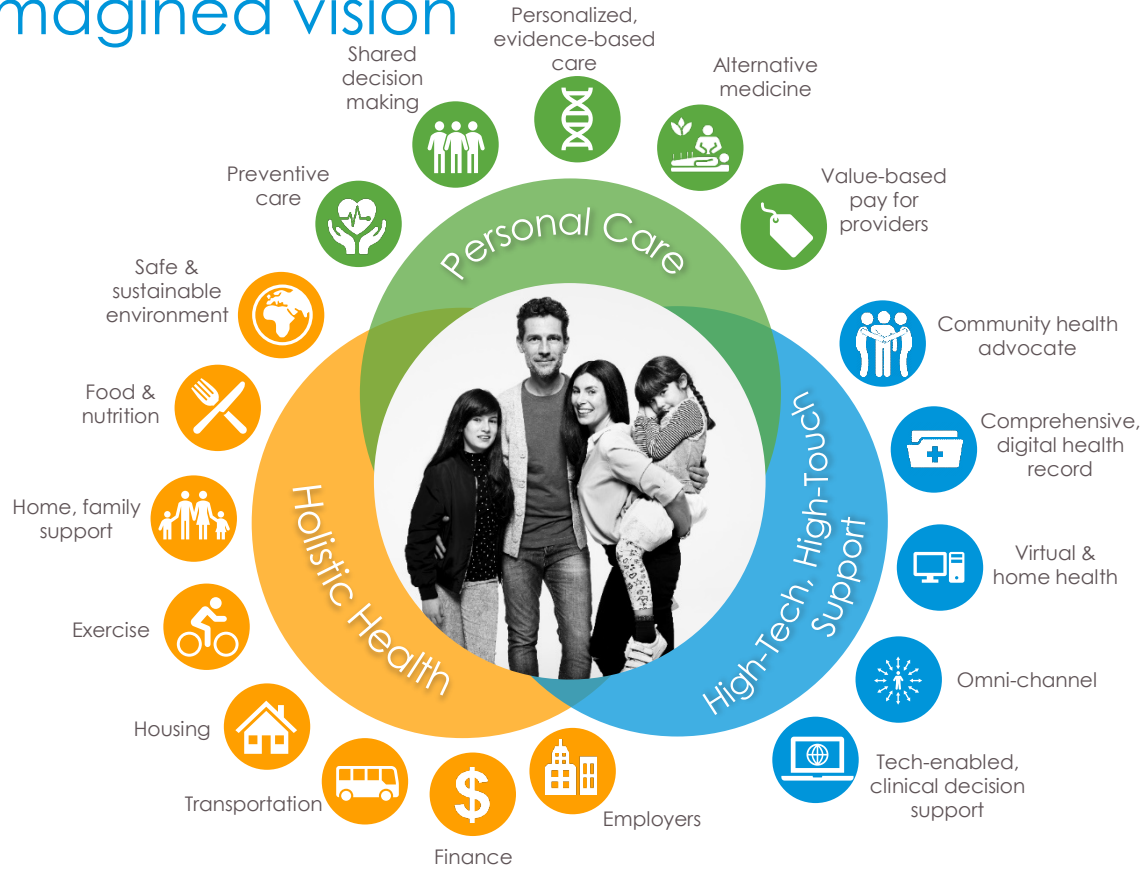 magined vision
Personalized,
evidence-based
care
Shared
decision
making
Alternative
medicine
Preventive
care
Value-based
pay for
providers
Personal Care
Safe &
sustainable
environment
Community health
advocate
Food &
nutrition
Comprehensive,
digital health
record
Home, family
support
Holistic Health
High-Tech, High-Touch
Support
Virtual &
home health
Exercise
Omni-channel
Housing
Tech-enabled,
clinical decision
support
Transportation
$
Employers
Finance